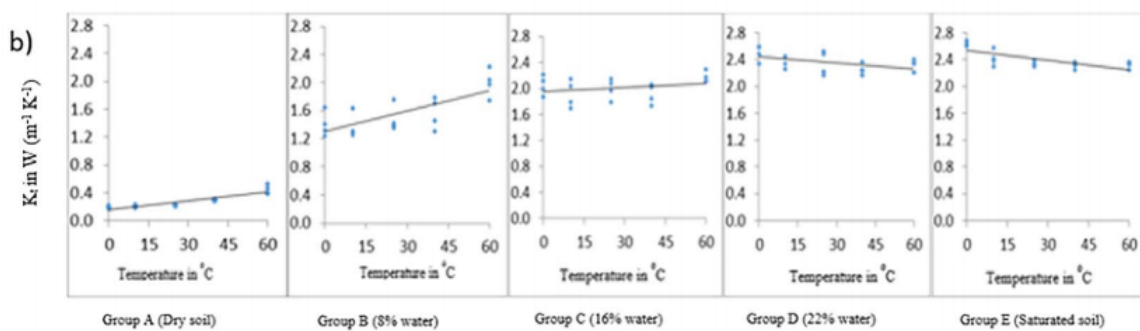 b)
K_t in W (m⁻¹ K⁻¹)
2.8
2.4
2.0
1.6
1.2
0.8
0.4
0.0
0 15 30 45 60
Temperature in ⁰C
Group A (Dry soil)
2.8
2.4
2.0
1.6
1.2
0.8
0.4
0.0
0 15 30 45 60
Temperature in ⁰C
Group B (8% water)
2.8
2.4
2.0
1.6
1.2
0.8
0.4
0.0
0 15 30 45 60
Temperature in ⁰C
Group C (16% water)
2.8
2.4
2.0
1.6
1.2
0.8
0.4
0.0
0 15 30 45 60
Temperature in ⁰C
Group D (22% water)
2.8
2.4
2.0
1.6
1.2
0.8
0.4
0.0
0 15 30 45 60
Temperature in ⁰C
Group E (Saturated soil)